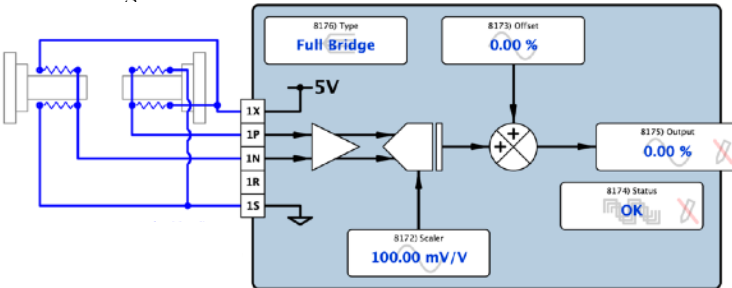 N
8176) Type
Full Bridge
8173) Offset
0.00 %
5V
1X
1P
1N
1R
1S
+
+
8175) Output
0.00 %
8174) Status
OK
8172) Scaler
100.00 mV/V